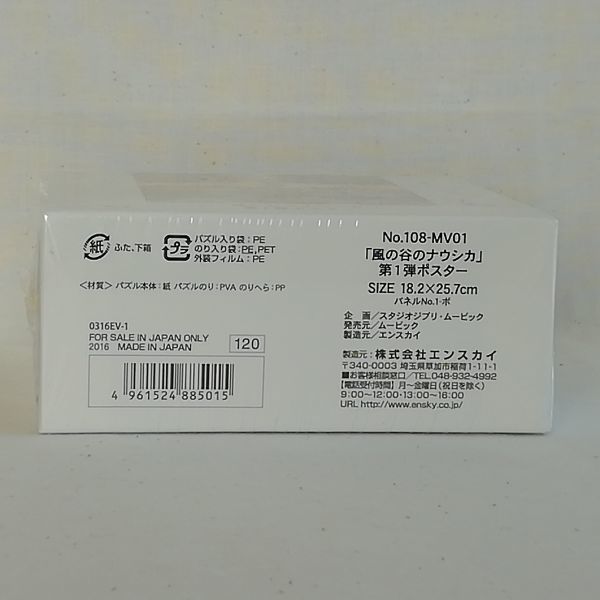 紙 ふた、下箱
プラ パズル入り袋：PE
のり入り袋：PE, PET
外装フィルム：PE
＜材質＞ パズル本体：紙 パズルのり：PVA のりへら：PP
0316EV-1
FOR SALE IN JAPAN ONLY
2016 MADE IN JAPAN
120
4 961524 885015
No.108-MV01
「風の谷のナウシカ」
第1弾ポスター
SIZE 18.2×25.7cm
パネルNo.1-ボ
企　画／スタジオジブリ・ムービック
発売元／ムービック
製造元／エンスカイ
製造元：株式会社エンスカイ
〒340-0003 埼玉県草加市稲荷1-11-1
■お客様相談窓口／TEL.048-932-4992
【電話受付時間】月～金曜日(祝日を除く)
9:00～12:00・13:00～16:00
URL http://www.ensky.co.jp/